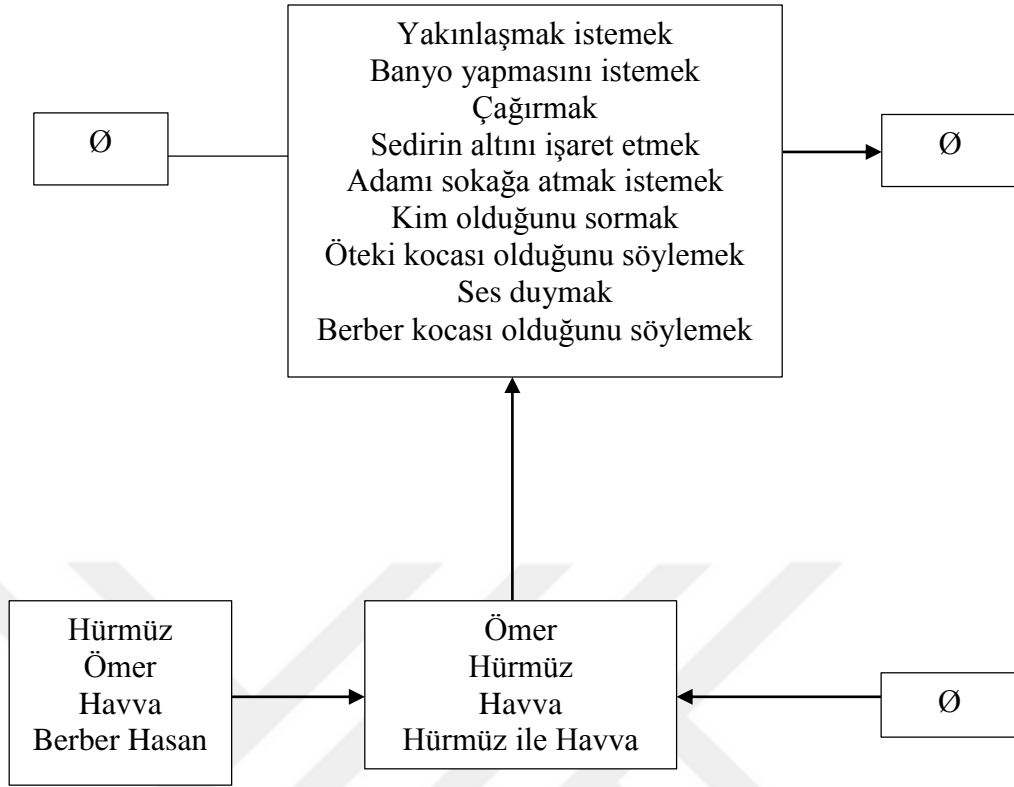 Ø
Yakınlaşmak istemek
Banyo yapmasını istemek
Çağırmak
Sedirin altını işaret etmek
Adamı sokağa atmak istemek
Kim olduğunu sormak
Öteki kocası olduğunu söylemek
Ses duymak
Berber kocası olduğunu söylemek
Ø
Hürmüz
Ömer
Havva
Berber Hasan
Ömer
Hürmüz
Havva
Hürmüz ile Havva
Ø